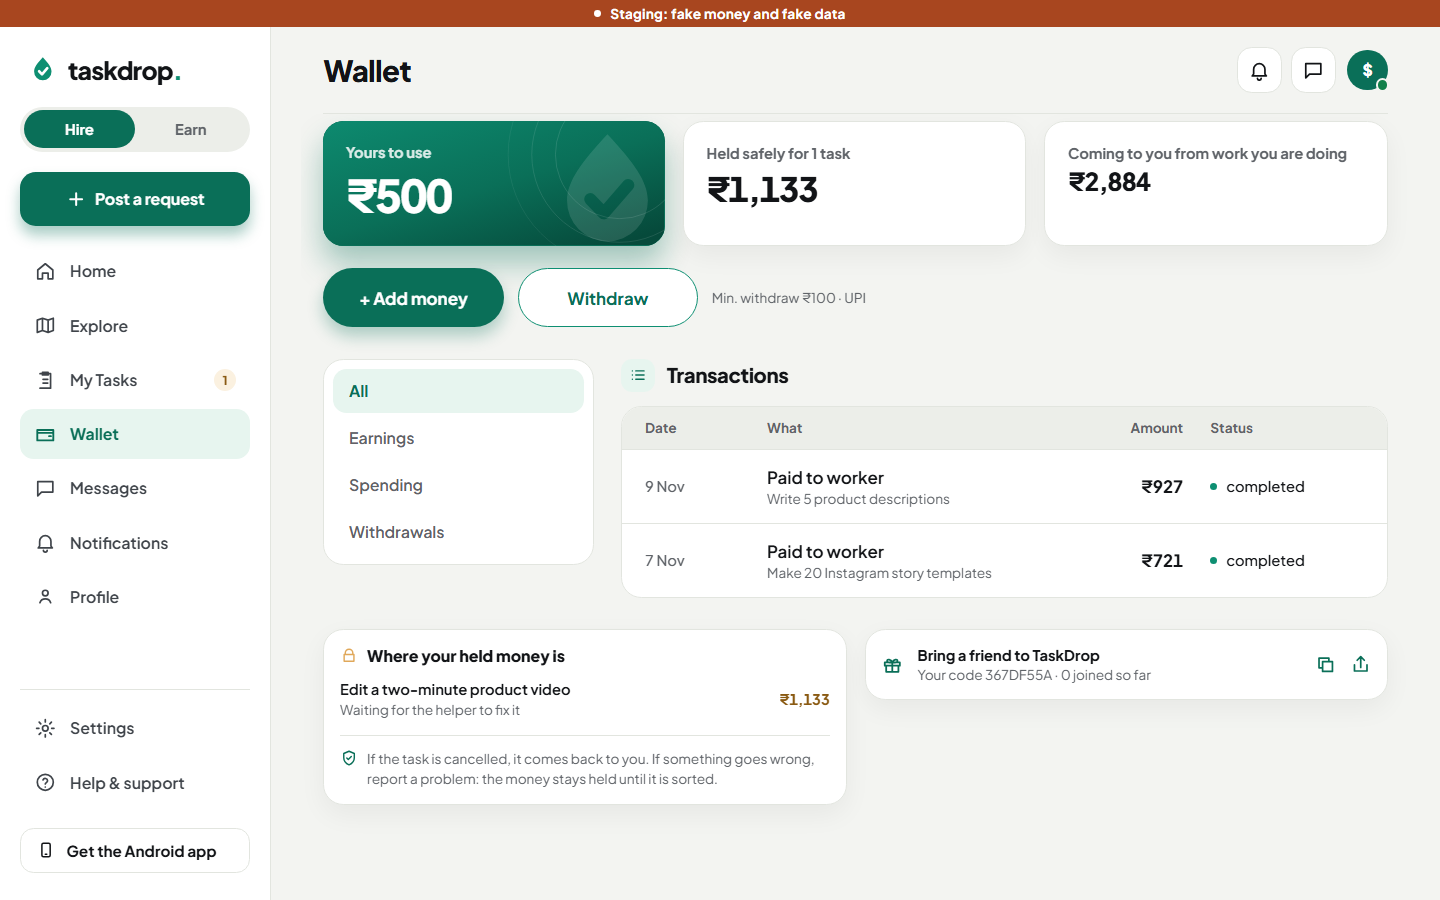 Staging: fake money and fake data
taskdrop.
Hire
Earn
+ Post a request
Home
Explore
My Tasks
1
Wallet
Messages
Notifications
Profile
Settings
Help & support
Get the Android app
Wallet
$
Yours to use
₹500
Held safely for 1 task
₹1,133
Coming to you from work you are doing
₹2,884
+ Add money
Withdraw
Min. withdraw ₹100 · UPI
All
Earnings
Spending
Withdrawals
Transactions
Date What Amount Status
9 Nov Paid to worker ₹927 completed
Write 5 product descriptions
7 Nov Paid to worker ₹721 completed
Make 20 Instagram story templates
Where your held money is
Edit a two-minute product video
Waiting for the helper to fix it
₹1,133
If the task is cancelled, it comes back to you. If something goes wrong,
report a problem: the money stays held until it is sorted.
Bring a friend to TaskDrop
Your code 367DF55A · 0 joined so far